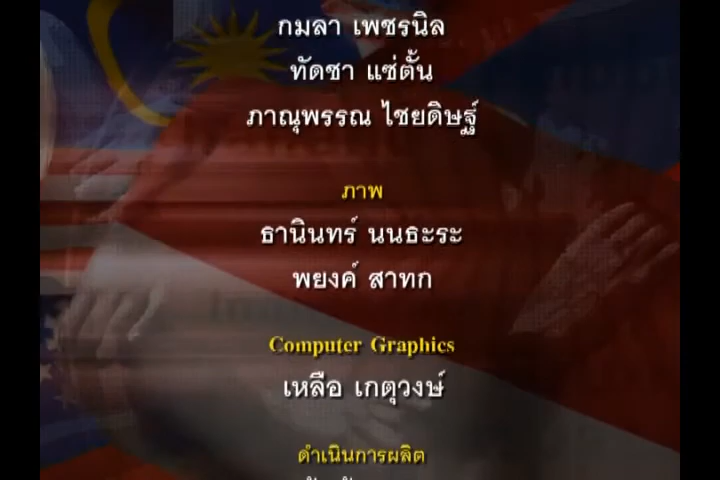 กมลา เพชรนิล
ทัดชา แซ่ตั้น
ภาณุพรรณ ไชยดิษฐ์
ภาพ
ธานินทร์ นนธะระ
พยงค์ สาทก
Computer Graphics
เหลือ เกตุวงษ์
ดำเนินการผลิต